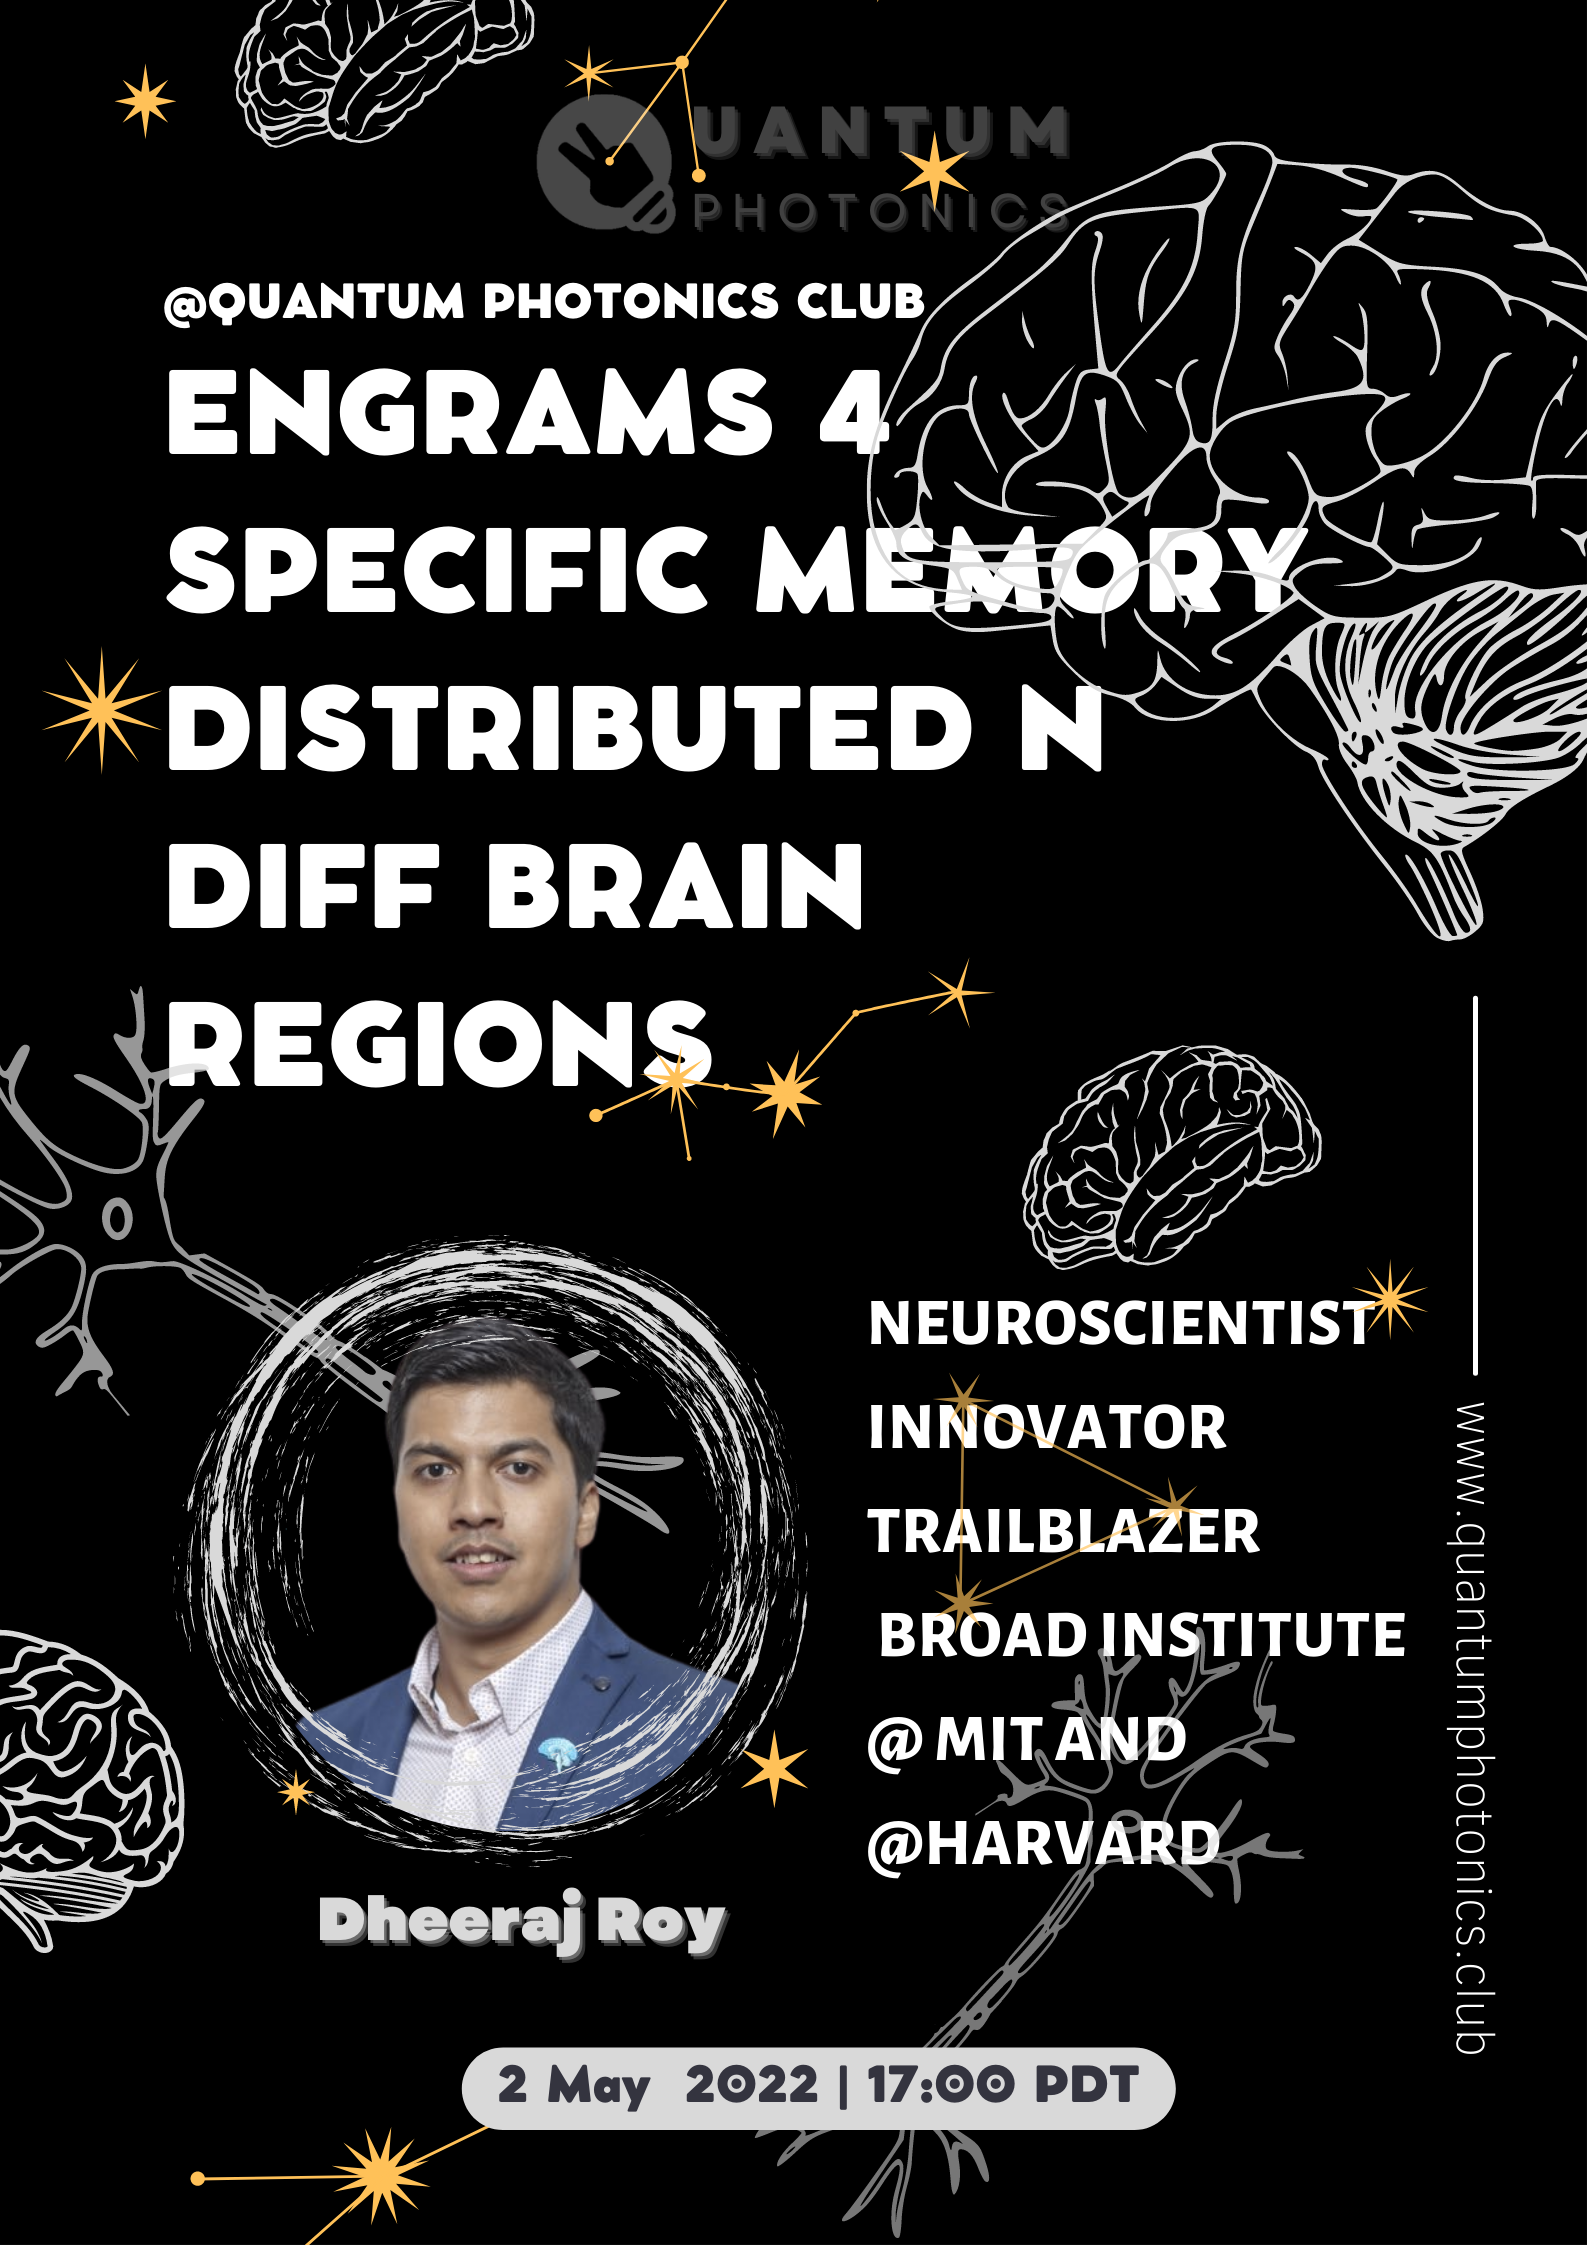 UANTUM
PHOTONICS
@QUANTUM PHOTONICS CLUB
ENGRAMS 4
SPECIFIC MEMORY
DISTRIBUTED N
DIFF BRAIN
REGIONS
NEUROSCIENTIST
INNOVATOR
TRAILBLAZER
BROAD INSTITUTE
@ MIT AND
@HARVARD
www.quantumphotonics.club
Dheeraj Roy
2 May 2022 | 17:00 PDT